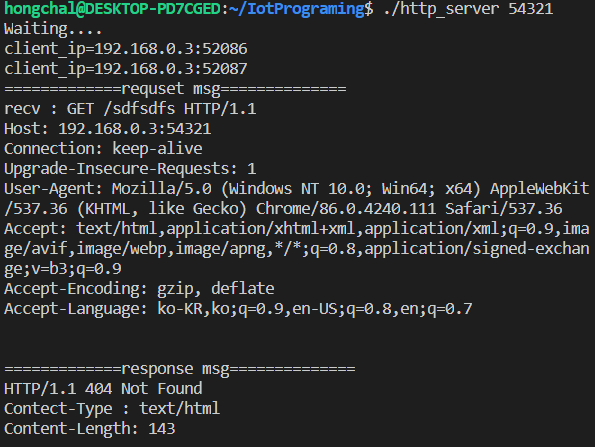 hongchal@DESKTOP-PD7CGED:~/IotPrograming$ ./http_server 54321
Waiting....
client_ip=192.168.0.3:52086
client_ip=192.168.0.3:52087
=============requset msg==============
recv : GET /sdfsdfs HTTP/1.1
Host: 192.168.0.3:54321
Connection: keep-alive
Upgrade-Insecure-Requests: 1
User-Agent: Mozilla/5.0 (Windows NT 10.0; Win64; x64) AppleWebKit
/537.36 (KHTML, like Gecko) Chrome/86.0.4240.111 Safari/537.36
Accept: text/html,application/xhtml+xml,application/xml;q=0.9,ima
ge/avif,image/webp,image/apng,*/*;q=0.8,application/signed-exchan
ge;v=b3;q=0.9
Accept-Encoding: gzip, deflate
Accept-Language: ko-KR,ko;q=0.9,en-US;q=0.8,en;q=0.7
=============response msg==============
HTTP/1.1 404 Not Found
Contect-Type : text/html
Content-Length: 143